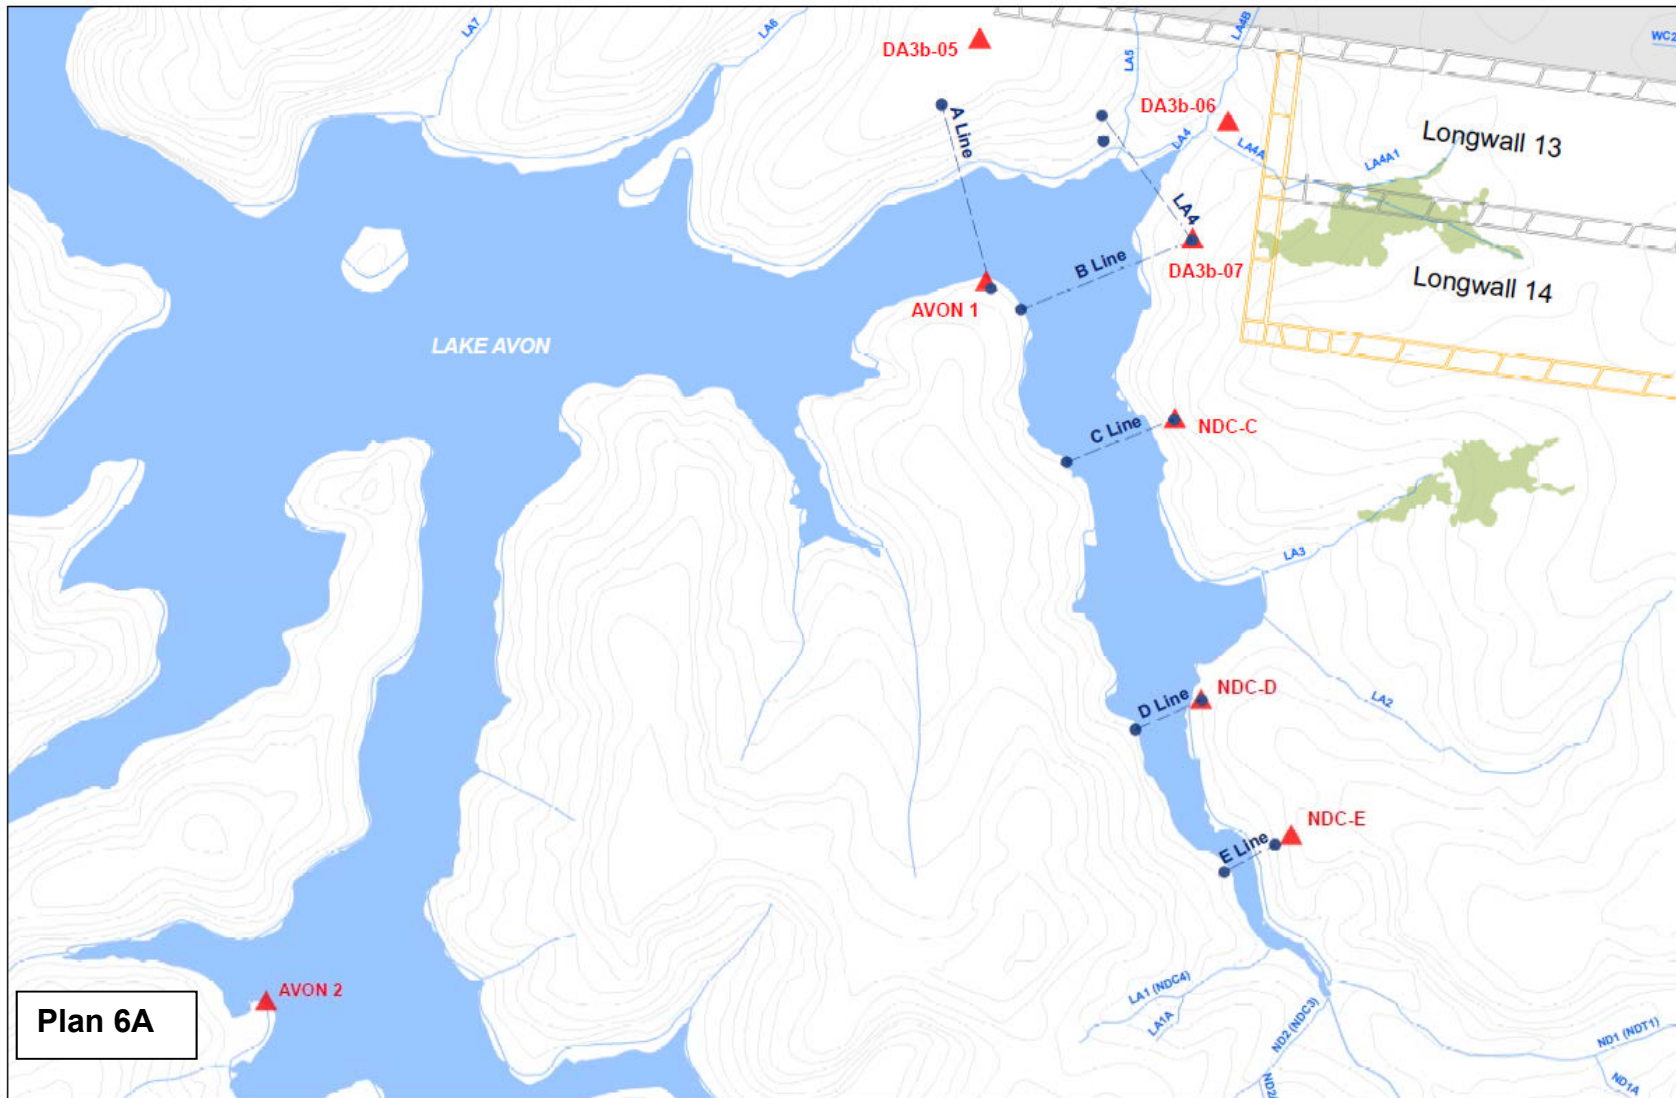 LA7
LA6
LA5
LA4B
WC2
DA3b-05
A Line
DA3b-06
LA4
LA4A
LA4A1
Longwall 13
LA4
B Line
DA3b-07
AVON 1
Longwall 14
LAKE AVON
C Line
NDC-C
LA3
D Line
NDC-D
LA2
E Line
NDC-E
AVON 2
LA1 (NDC4)
LA1A
ND2 (NDC3)
ND1 (NDT1)
ND1A
Plan 6A